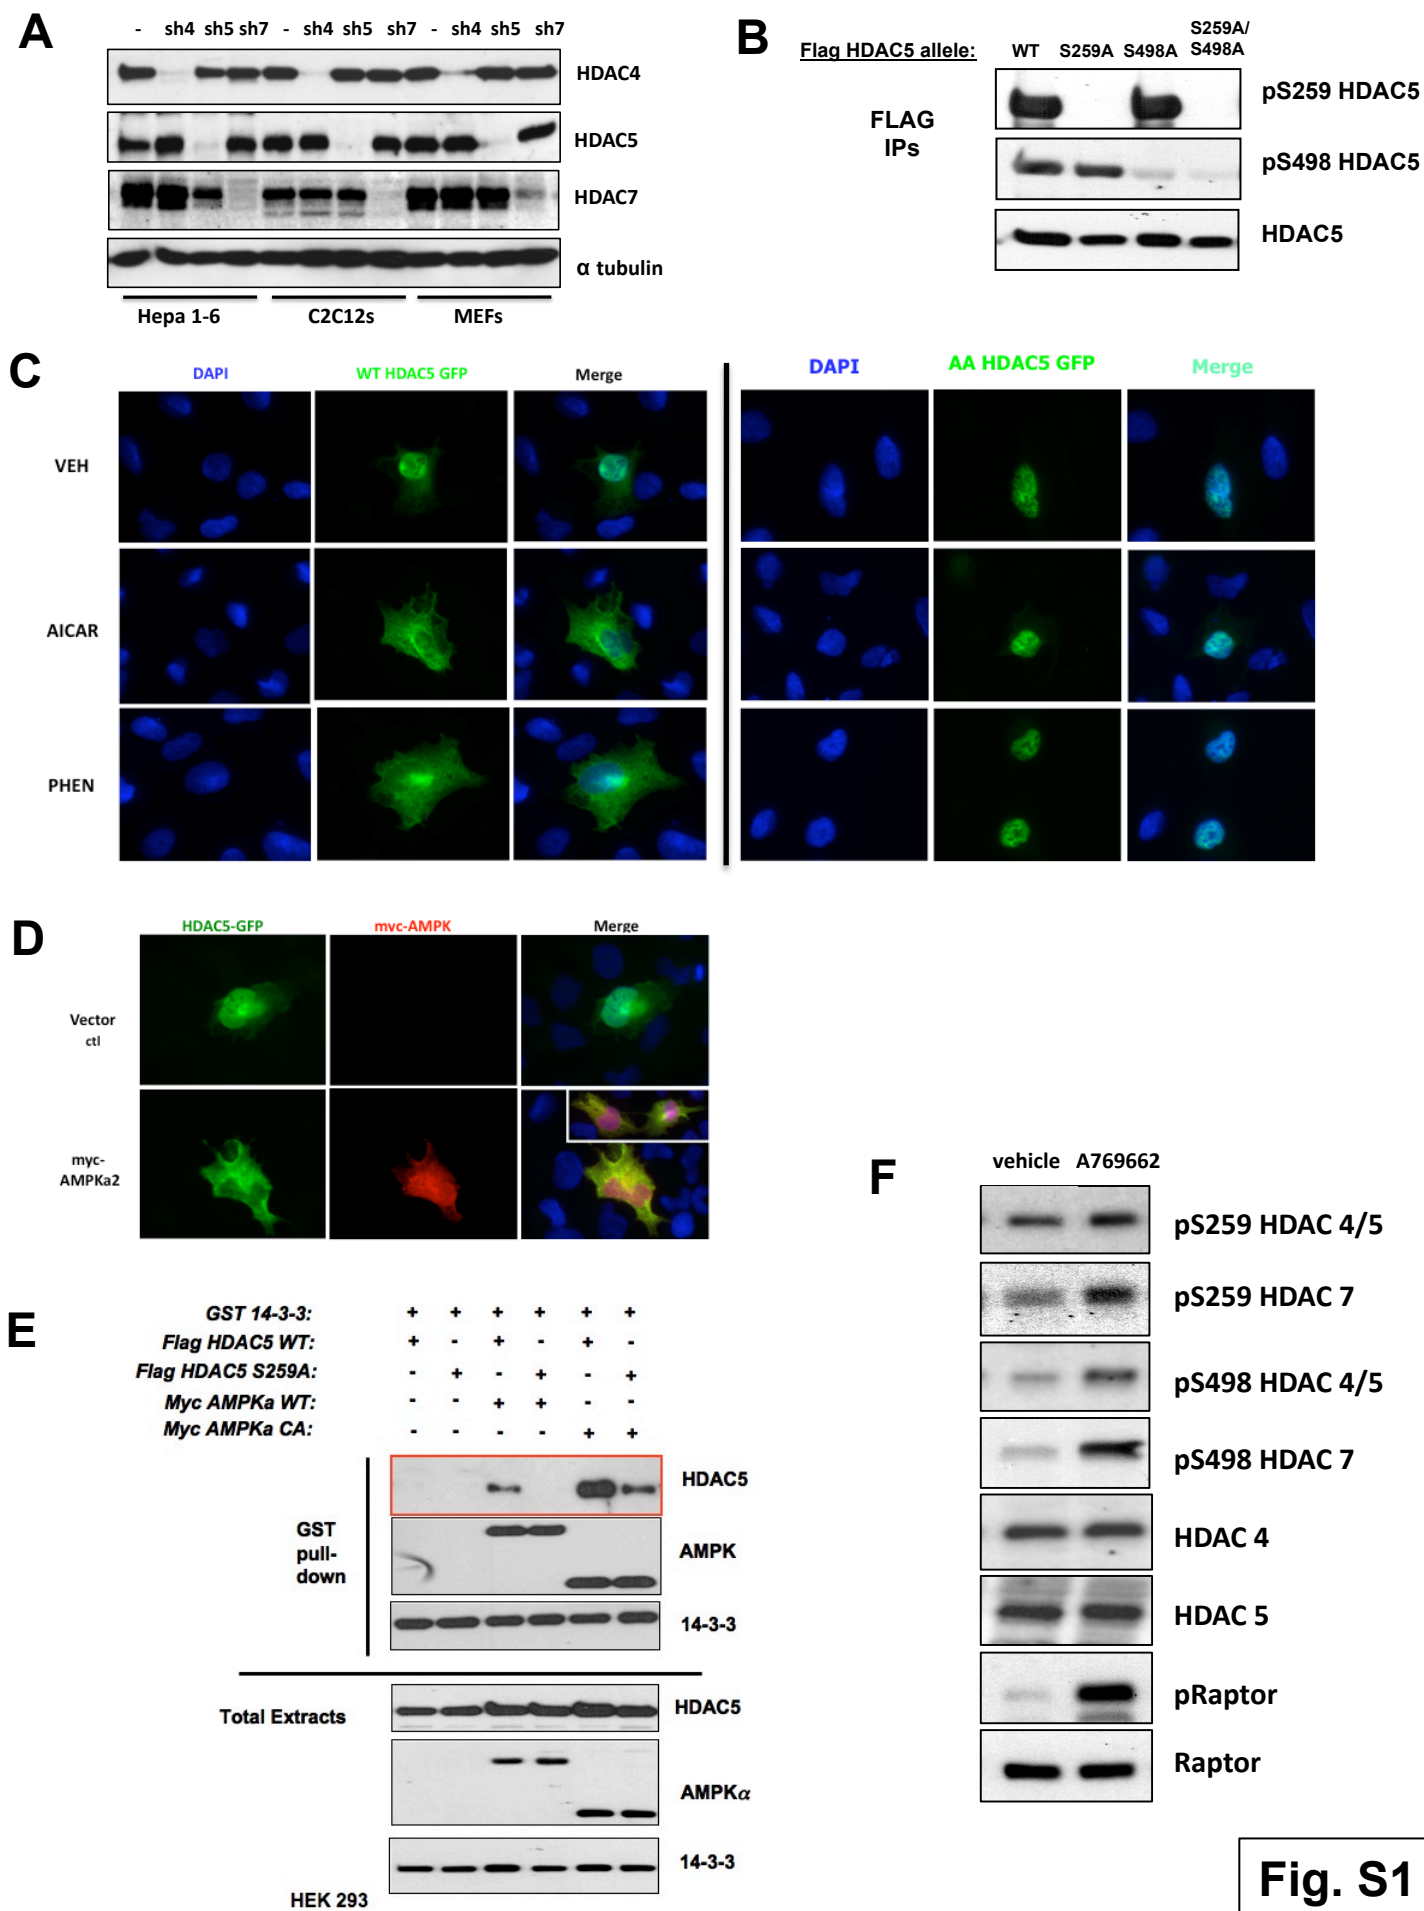 A
- sh4 sh5 sh7 - sh4 sh5 sh7 - sh4 sh5 sh7
HDAC4
HDAC5
HDAC7
α tubulin
Hepa 1-6 C2C12s MEFs
B
Flag HDAC5 allele: WT S259A S498A S259A/
S498A
FLAG
IPs
pS259 HDAC5
pS498 HDAC5
HDAC5
C
DAPI WT HDAC5 GFP Merge DAPI AA HDAC5 GFP Merge
VEH
AICAR
PHEN
D
HDAC5-GFP myc-AMPK Merge
Vector
ctl
myc-
AMPKa2
E
GST 14-3-3: + + + + + +
Flag HDAC5 WT: + - + - + -
Flag HDAC5 S259A: - + - + - +
Myc AMPKa WT: - - + + - -
Myc AMPKa CA: - - - - + +
GST
pull-
down
HDAC5
AMPK
14-3-3
Total Extracts
HDAC5
AMPKα
14-3-3
HEK 293
F
vehicle A769662
pS259 HDAC 4/5
pS259 HDAC 7
pS498 HDAC 4/5
pS498 HDAC 7
HDAC 4
HDAC 5
pRaptor
Raptor
Fig. S1